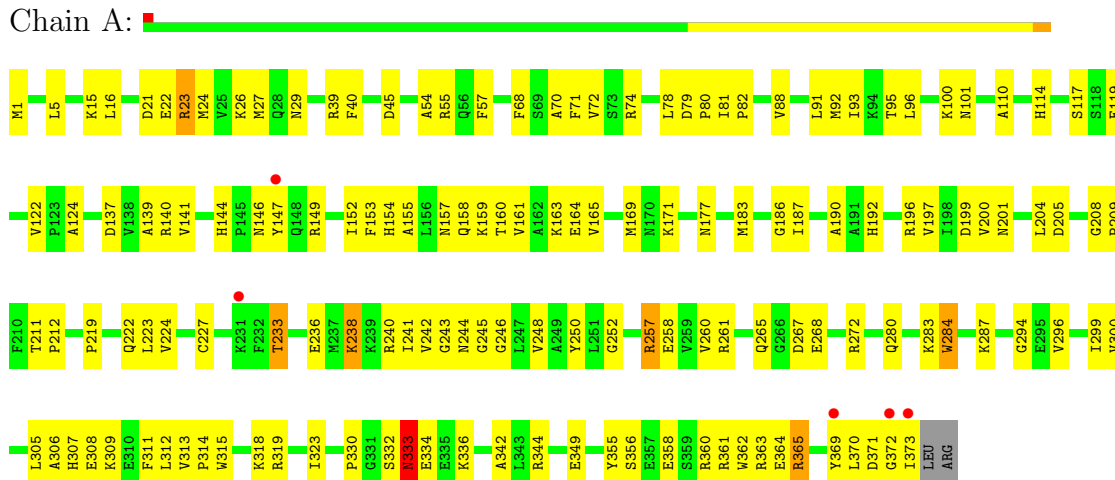 Chain A:
M1 L5 K15 L16 D21 E22 R23 M24 V25 K26 M27 Q28 N29 R39 F40 D45 A54 R55 Q56 F57 F68 S69 A70 F71 V72 S73 R74 L78 D79 P80 I81 P82 V88 L91 M92 I93 K94 T95 L96 K100 N101 A110 H114 S117 S118 E119
V122 P123 A124 D137 V138 A139 R140 V141 H144 P145 N146 Y147 Q148 R149 I152 F153 H154 A155 L156 N157 Q158 K159 T160 V161 A162 K163 E164 V165 M169 N170 K171 N177 M183 G186 I187 A190 A191 H192 R196 V197 I198 D199 V200 N201 L204 D205 G208
F210 T211 P212 P219 Q222 L223 V224 C227 K231 F232 T233 E236 M237 K238 K239 R240 I241 V242 G243 N244 G245 G246 L247 V248 A249 Y250 L251 G252 R257 E258 V259 V260 R261 Q265 G266 D267 E268 R272 Q280 K283 W284 K287 G294 E295 V296 I299
L305 A306 H307 E308 K309 E310 F311 L312 V313 P314 W315 K318 R319 I323 P330 G331 S332 N333 E334 E335 K336 A342 L343 R344 E349 Y355 S356 E357 E358 S359 R360 R361 W362 R363 E364 R365 Y369 L370 D371 G372 I373 LEU ARG